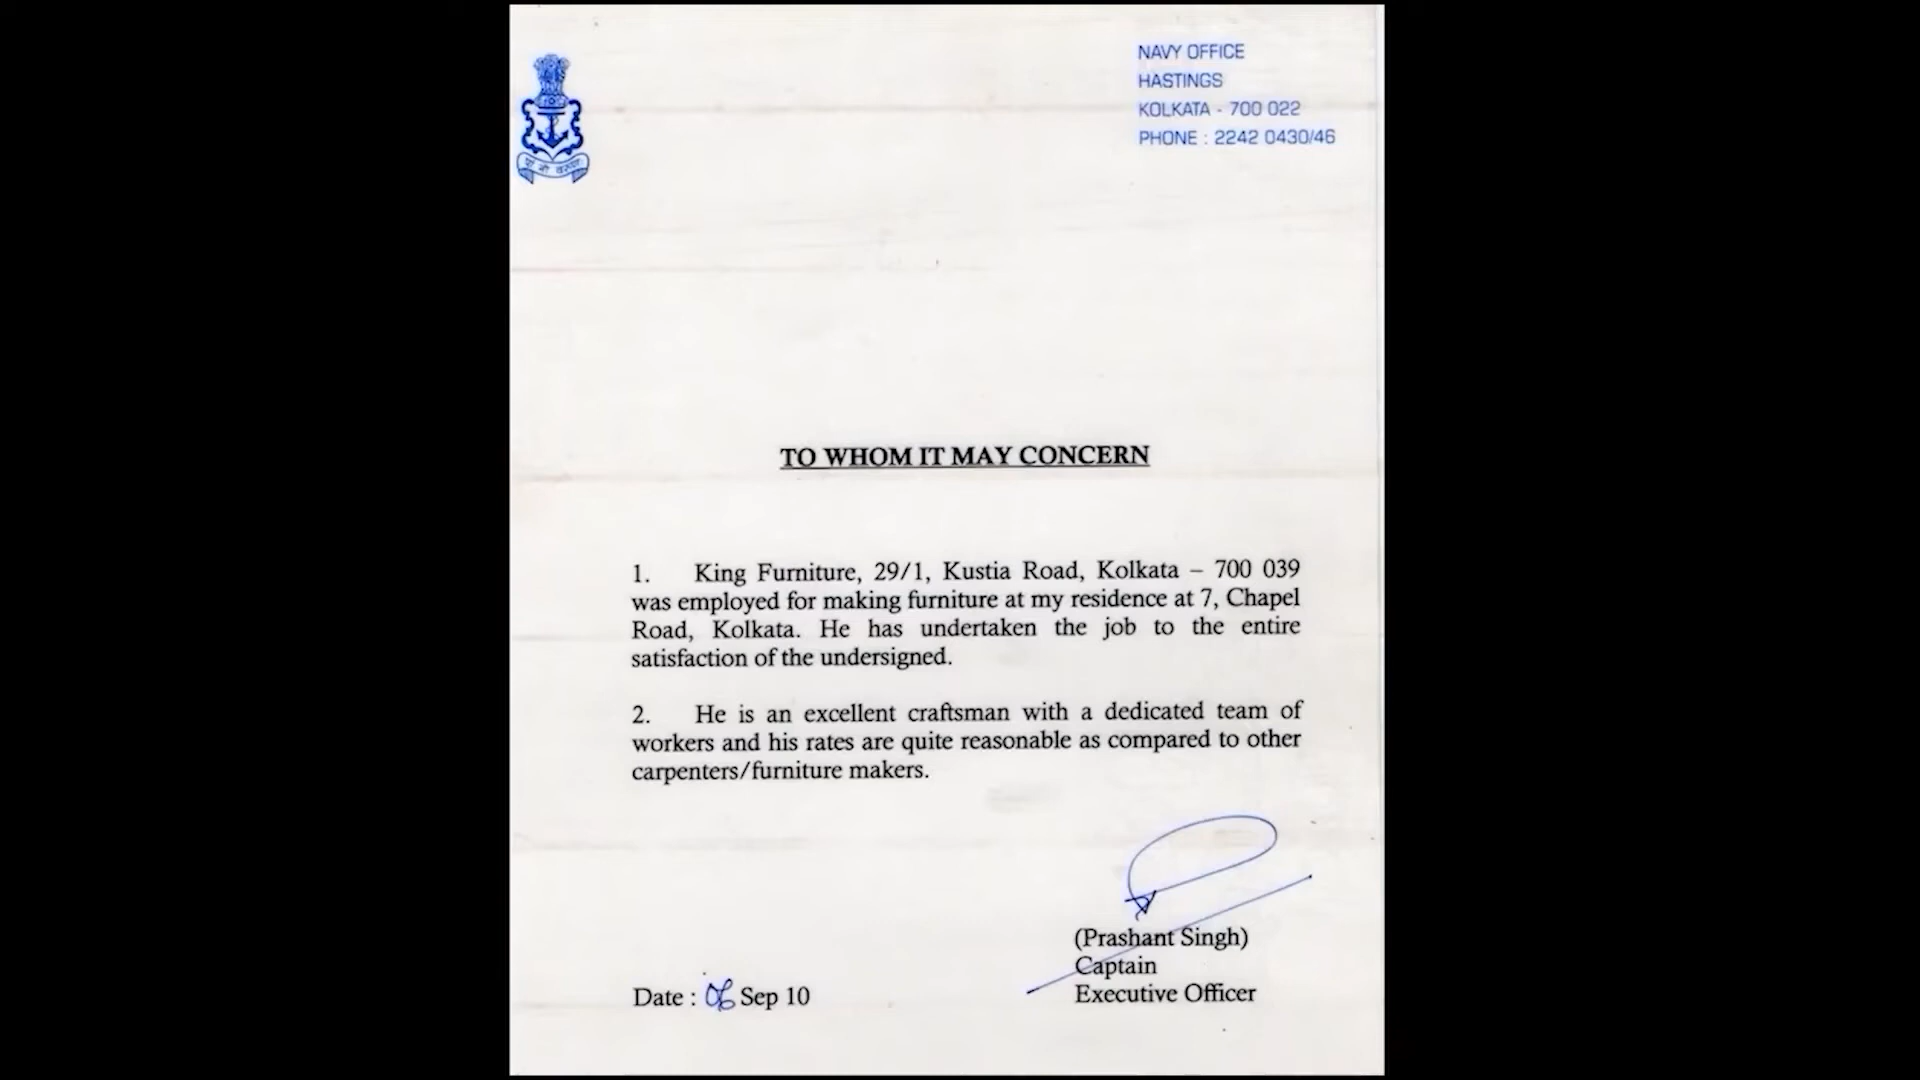 NAVY OFFICE
HASTINGS
KOLKATA - 700 022
PHONE : 2242 0430/46
TO WHOM IT MAY CONCERN
1. King Furniture, 29/1, Kustia Road, Kolkata – 700 039
was employed for making furniture at my residence at 7, Chapel
Road, Kolkata. He has undertaken the job to the entire
satisfaction of the undersigned.
2. He is an excellent craftsman with a dedicated team of
workers and his rates are quite reasonable as compared to other
carpenters/furniture makers.
(Prashant Singh)
Captain
Executive Officer
Date : 06 Sep 10